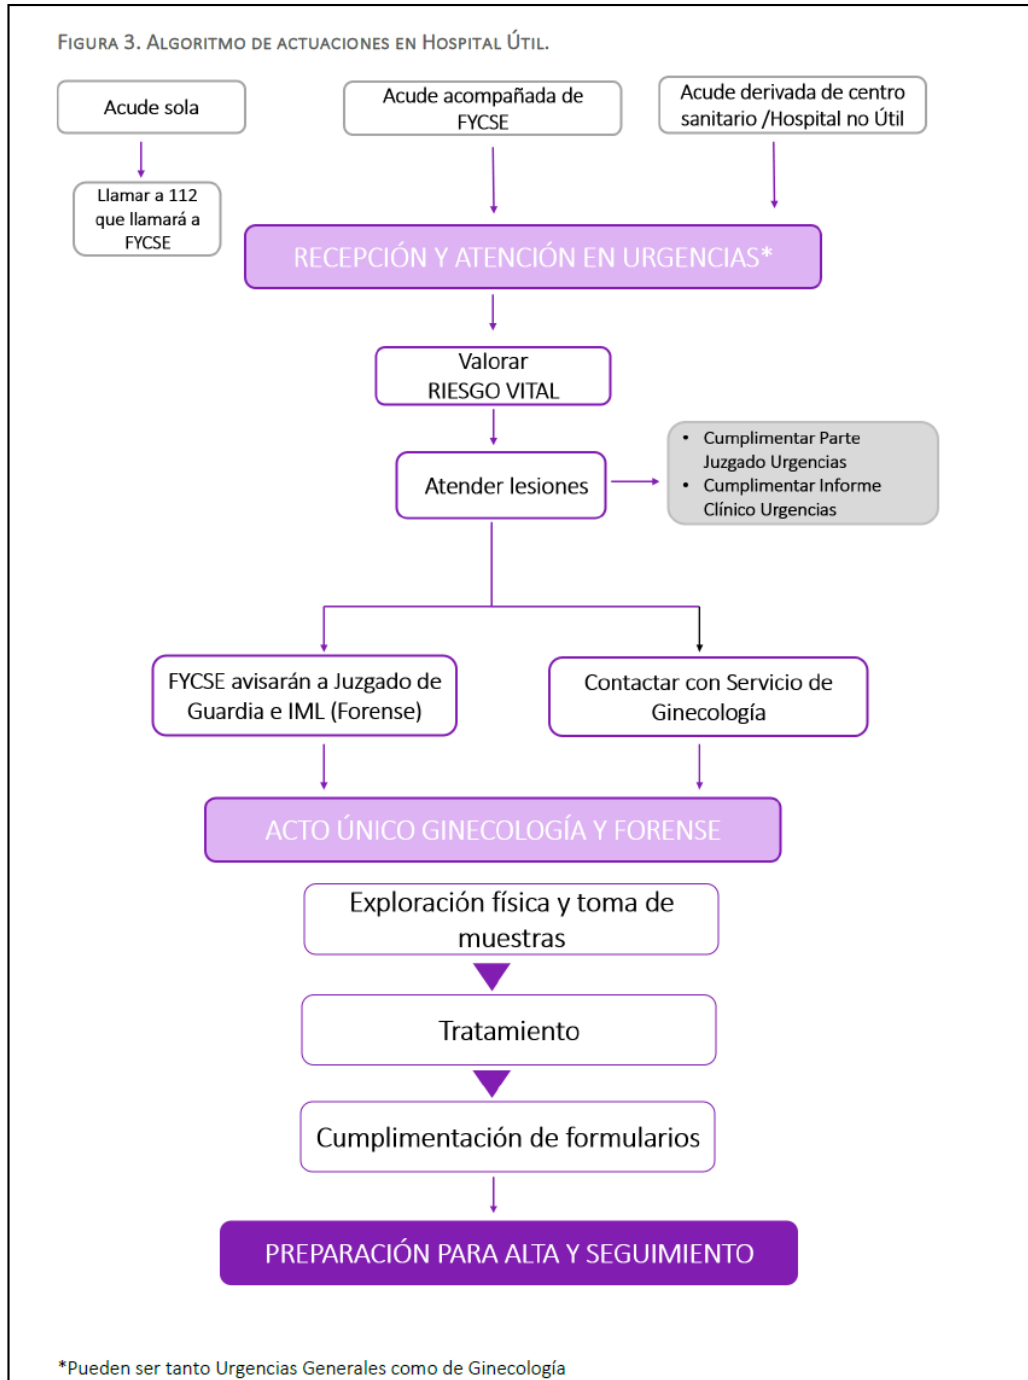 FIGURA 3. ALGORITMO DE ACTUACIONES EN HOSPITAL ÚTIL.
Acude sola
Acude acompañada de
FYCSE
Acude derivada de centro
sanitario /Hospital no Útil
Llamar a 112
que llamará a
FYCSE
RECEPCIÓN Y ATENCIÓN EN URGENCIAS*
Valorar
RIESGO VITAL
Atender lesiones
• Cumplimentar Parte
Juzgado Urgencias
• Cumplimentar Informe
Clínico Urgencias
FYCSE avisarán a Juzgado de
Guardia e IML (Forense)
Contactar con Servicio de
Ginecología
ACTO ÚNICO GINECOLOGÍA Y FORENSE
Exploración física y toma de
muestras
Tratamiento
Cumplimentación de formularios
PREPARACIÓN PARA ALTA Y SEGUIMIENTO
*Pueden ser tanto Urgencias Generales como de Ginecología